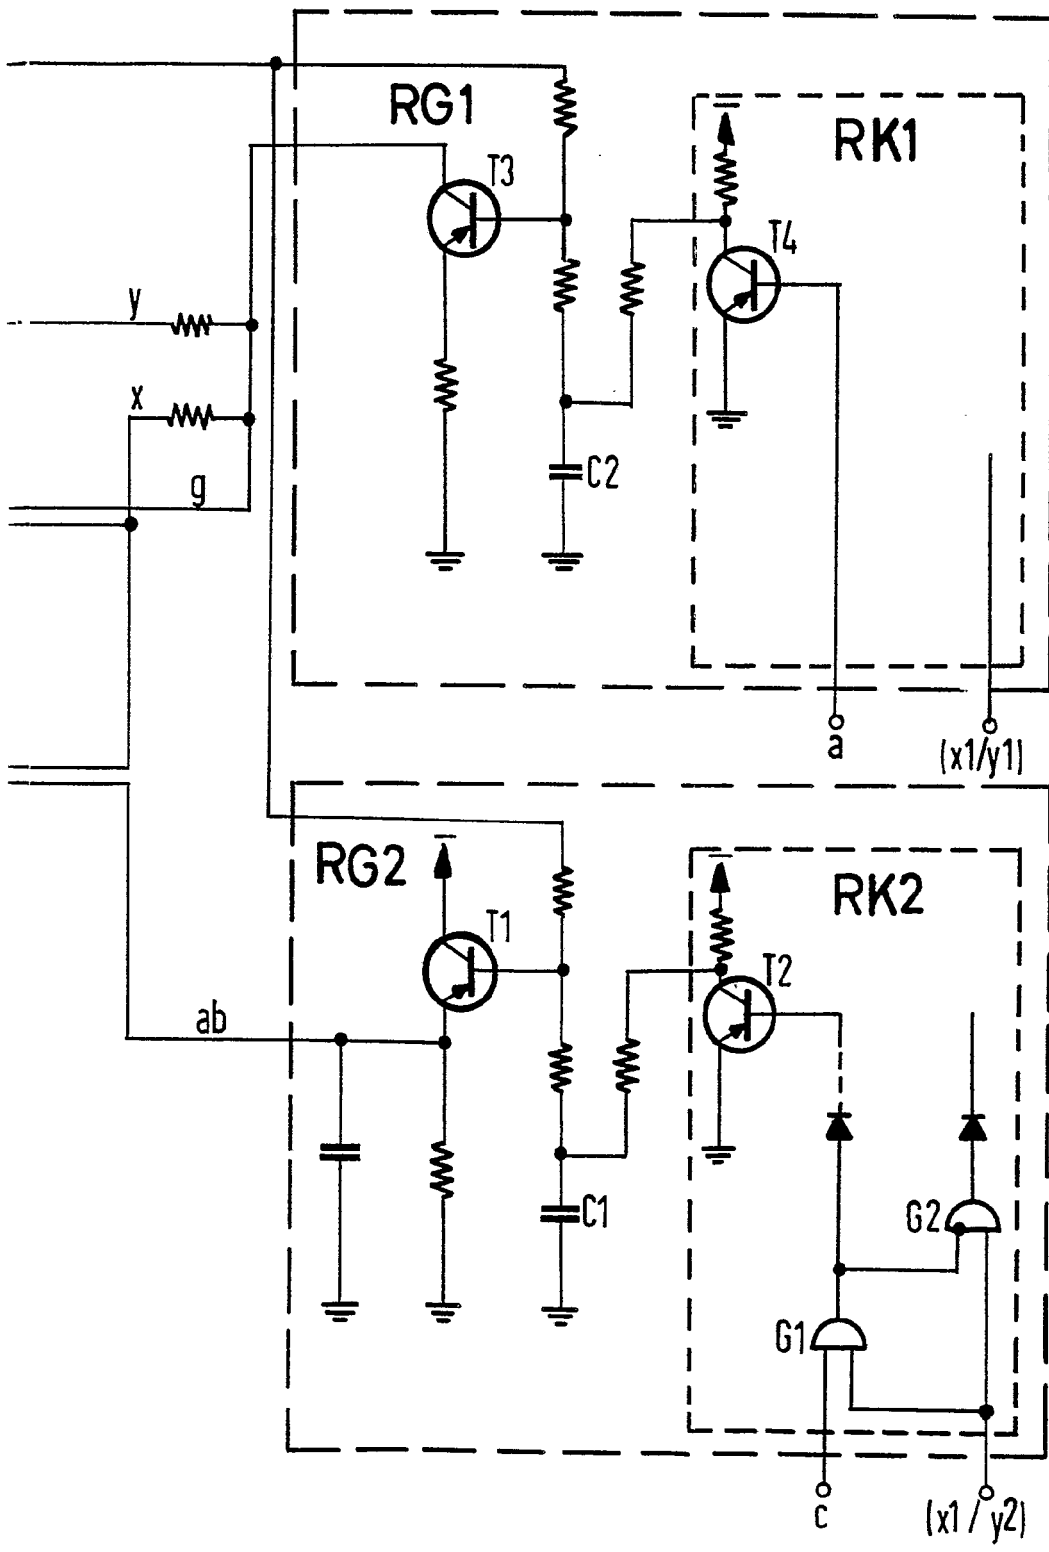 RG1
RK1
T3
T4
y
x
g
C2
a
(x1/y1)
RG2
RK2
T1
T2
ab
C1
G2
G1
c
(x1/y2)